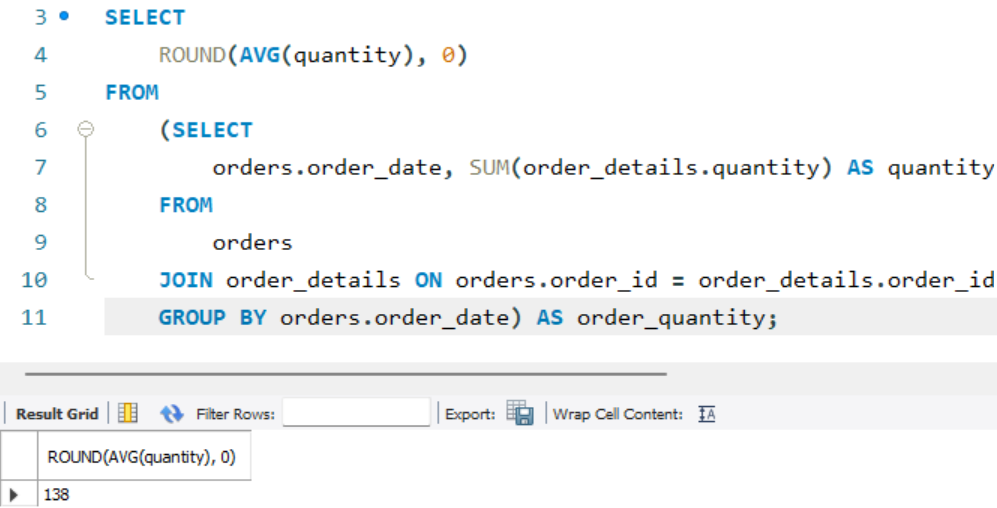 3 SELECT
4 ROUND(AVG(quantity), 0)
5 FROM
6 (SELECT
7 orders.order_date, SUM(order_details.quantity) AS quantity
8 FROM
9 orders
10 JOIN order_details ON orders.order_id = order_details.order_id
11 GROUP BY orders.order_date) AS order_quantity;
Result Grid Filter Rows: Export: Wrap Cell Content: IA
ROUND(AVG(quantity), 0)
138